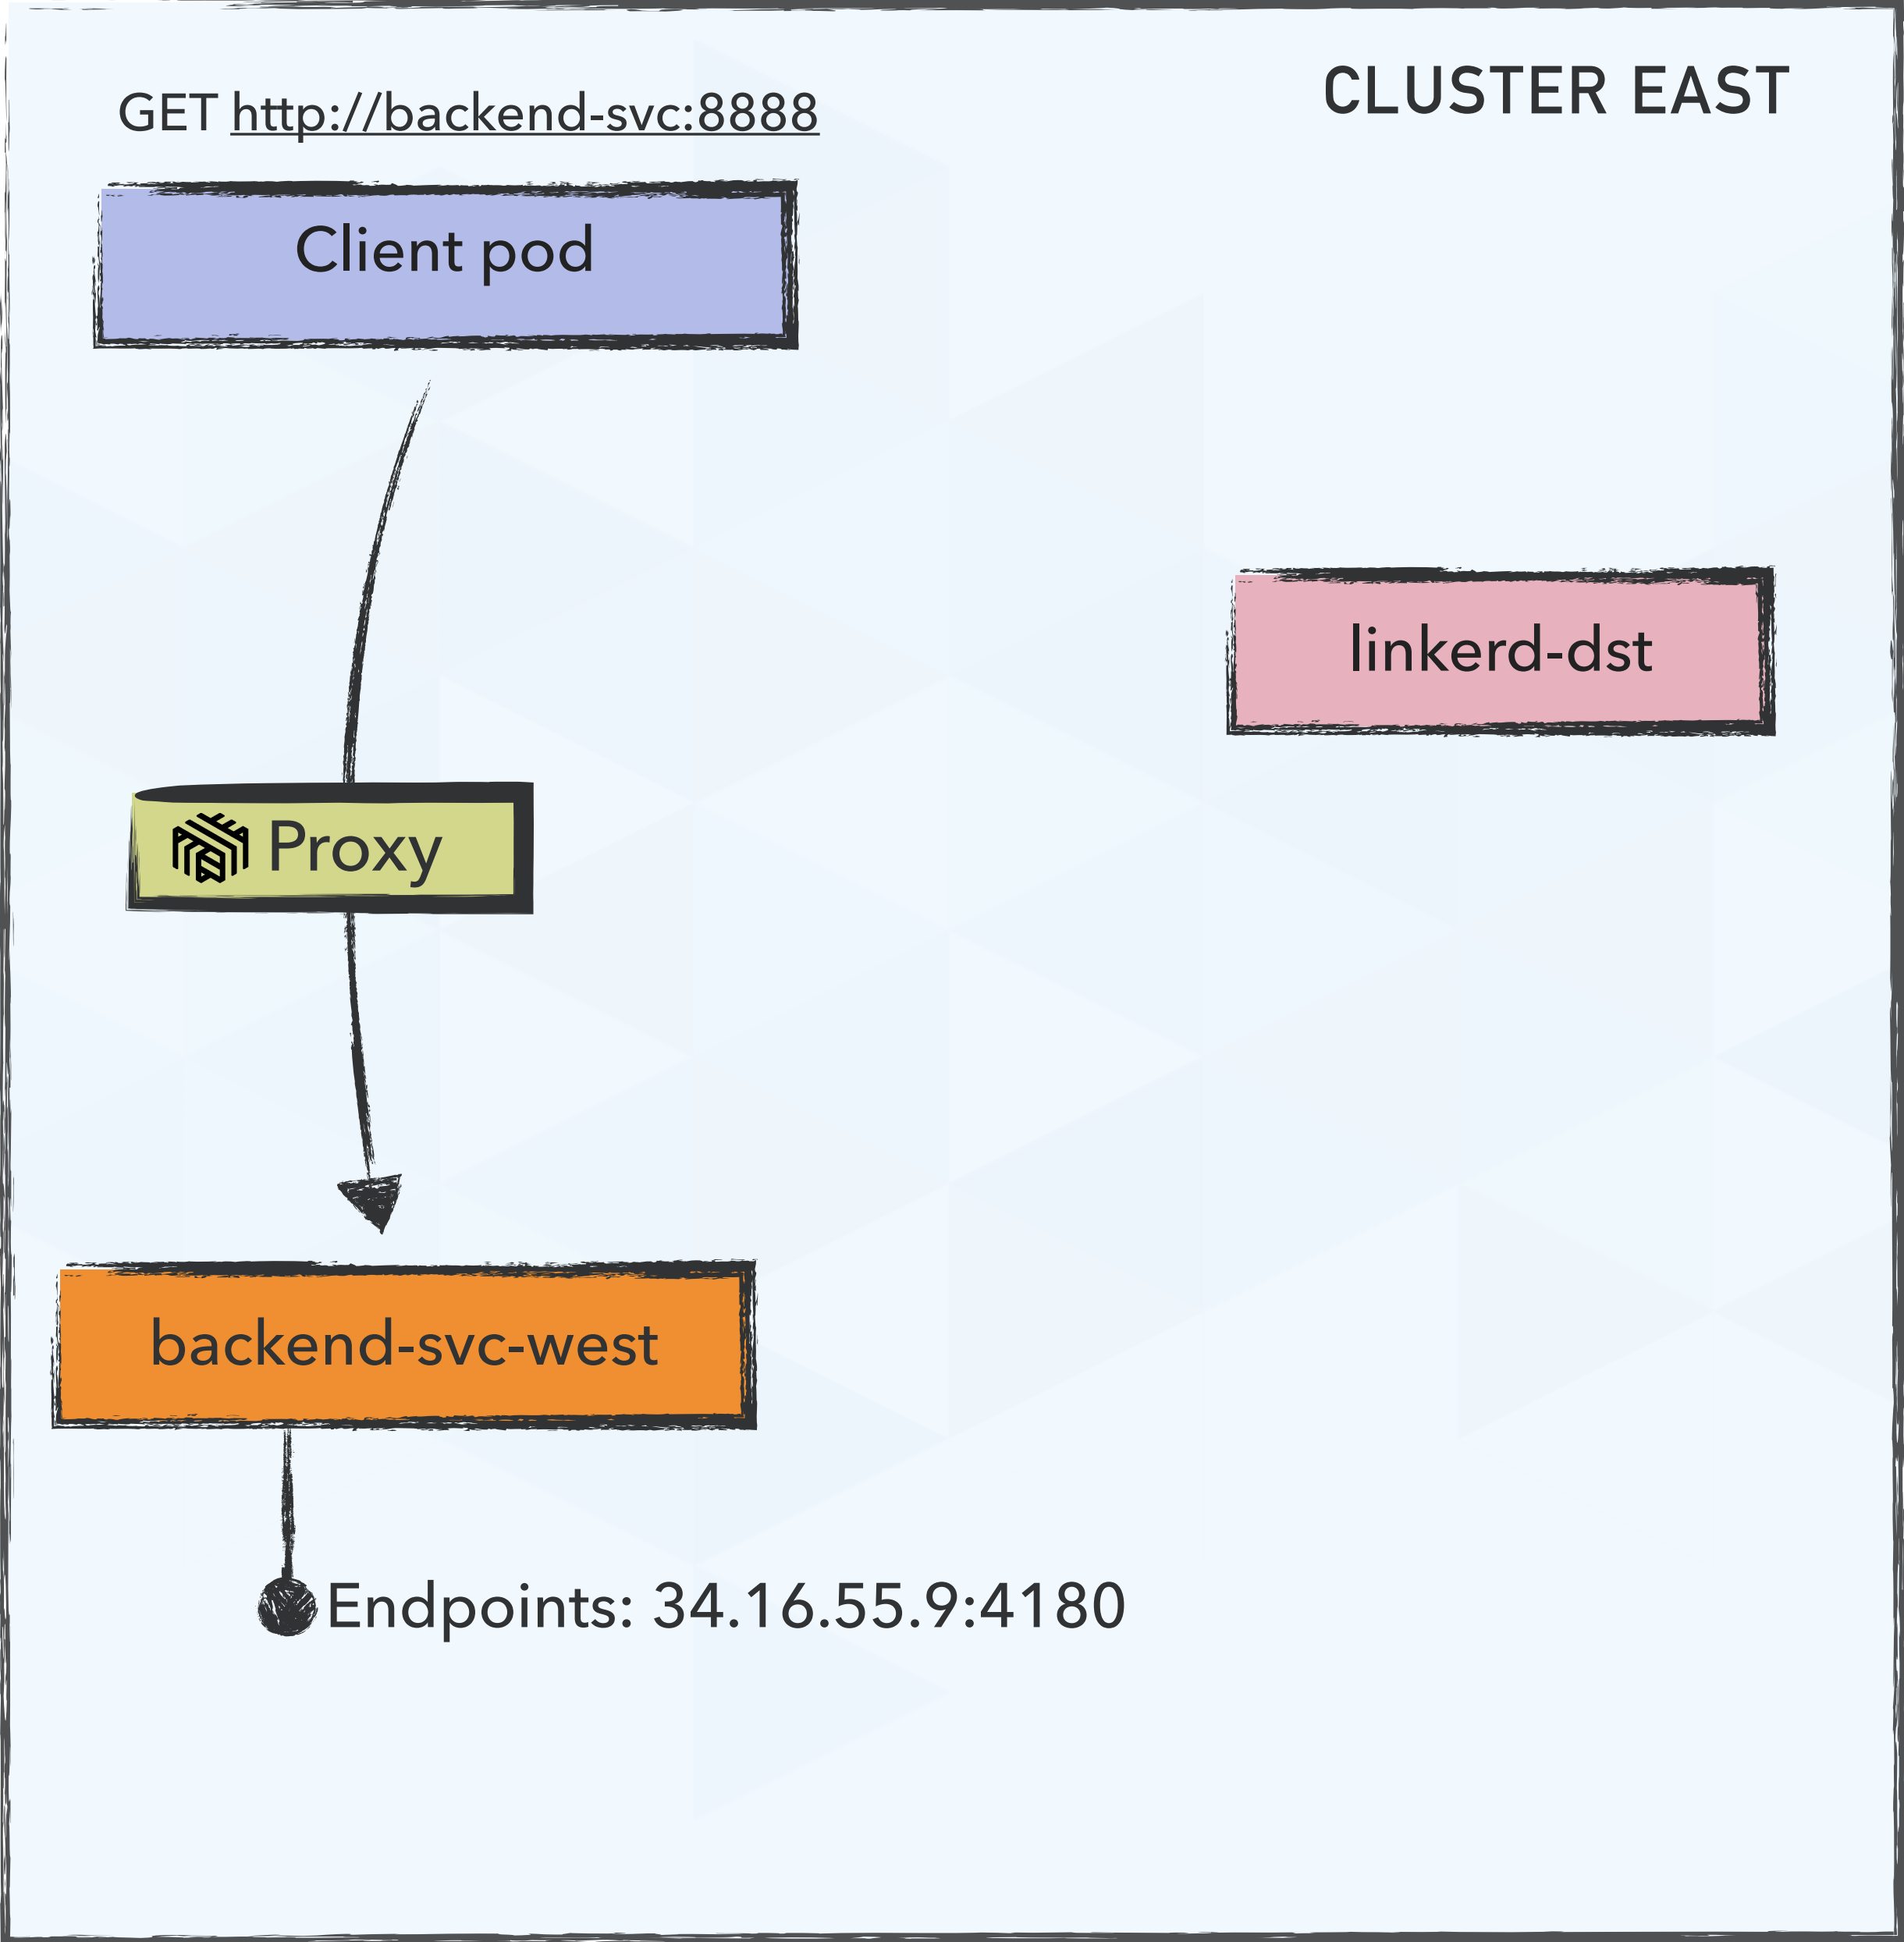 CLUSTER EAST
GET http://backend-svc:8888
Client pod
linkerd-dst
Proxy
backend-svc-west
Endpoints: 34.16.55.9:4180